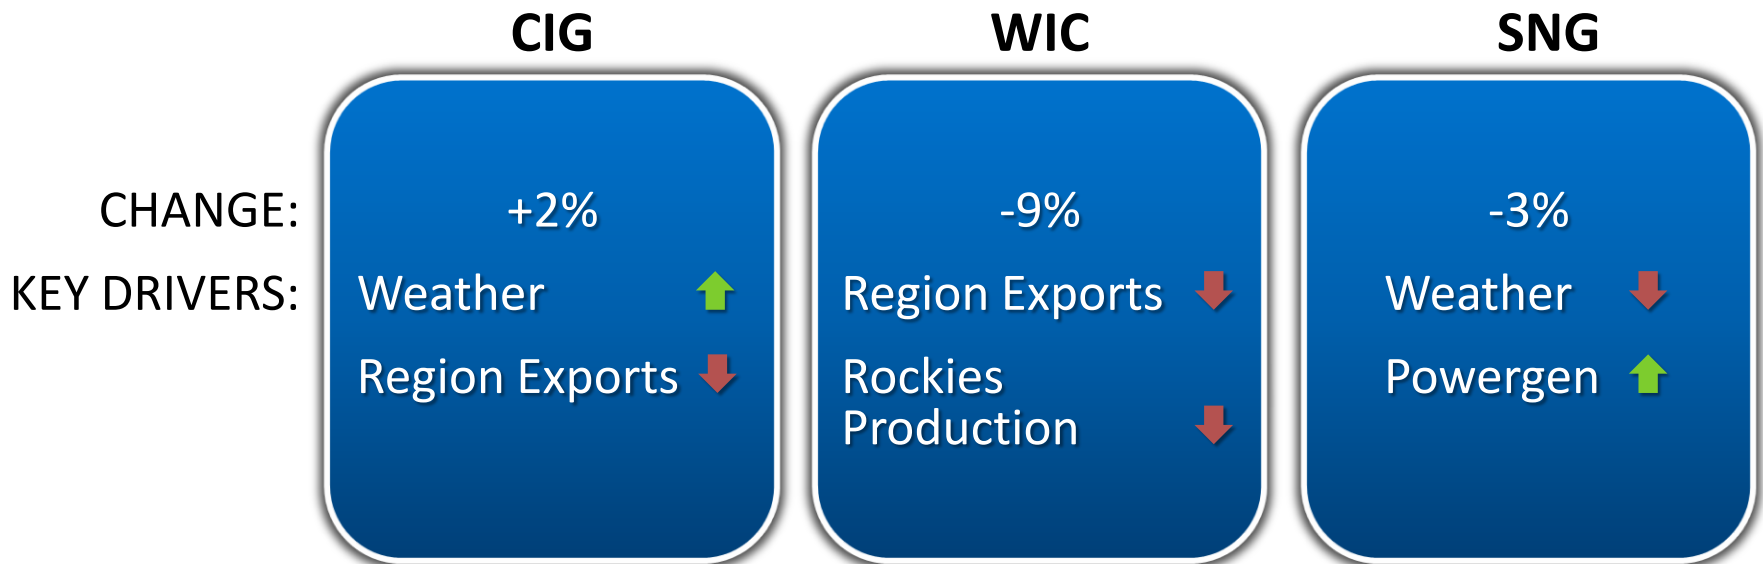 CIG WIC SNG
CHANGE: +2% -9% -3%
KEY DRIVERS: Weather Region Exports Weather
Region Exports Rockies Powergen
Production